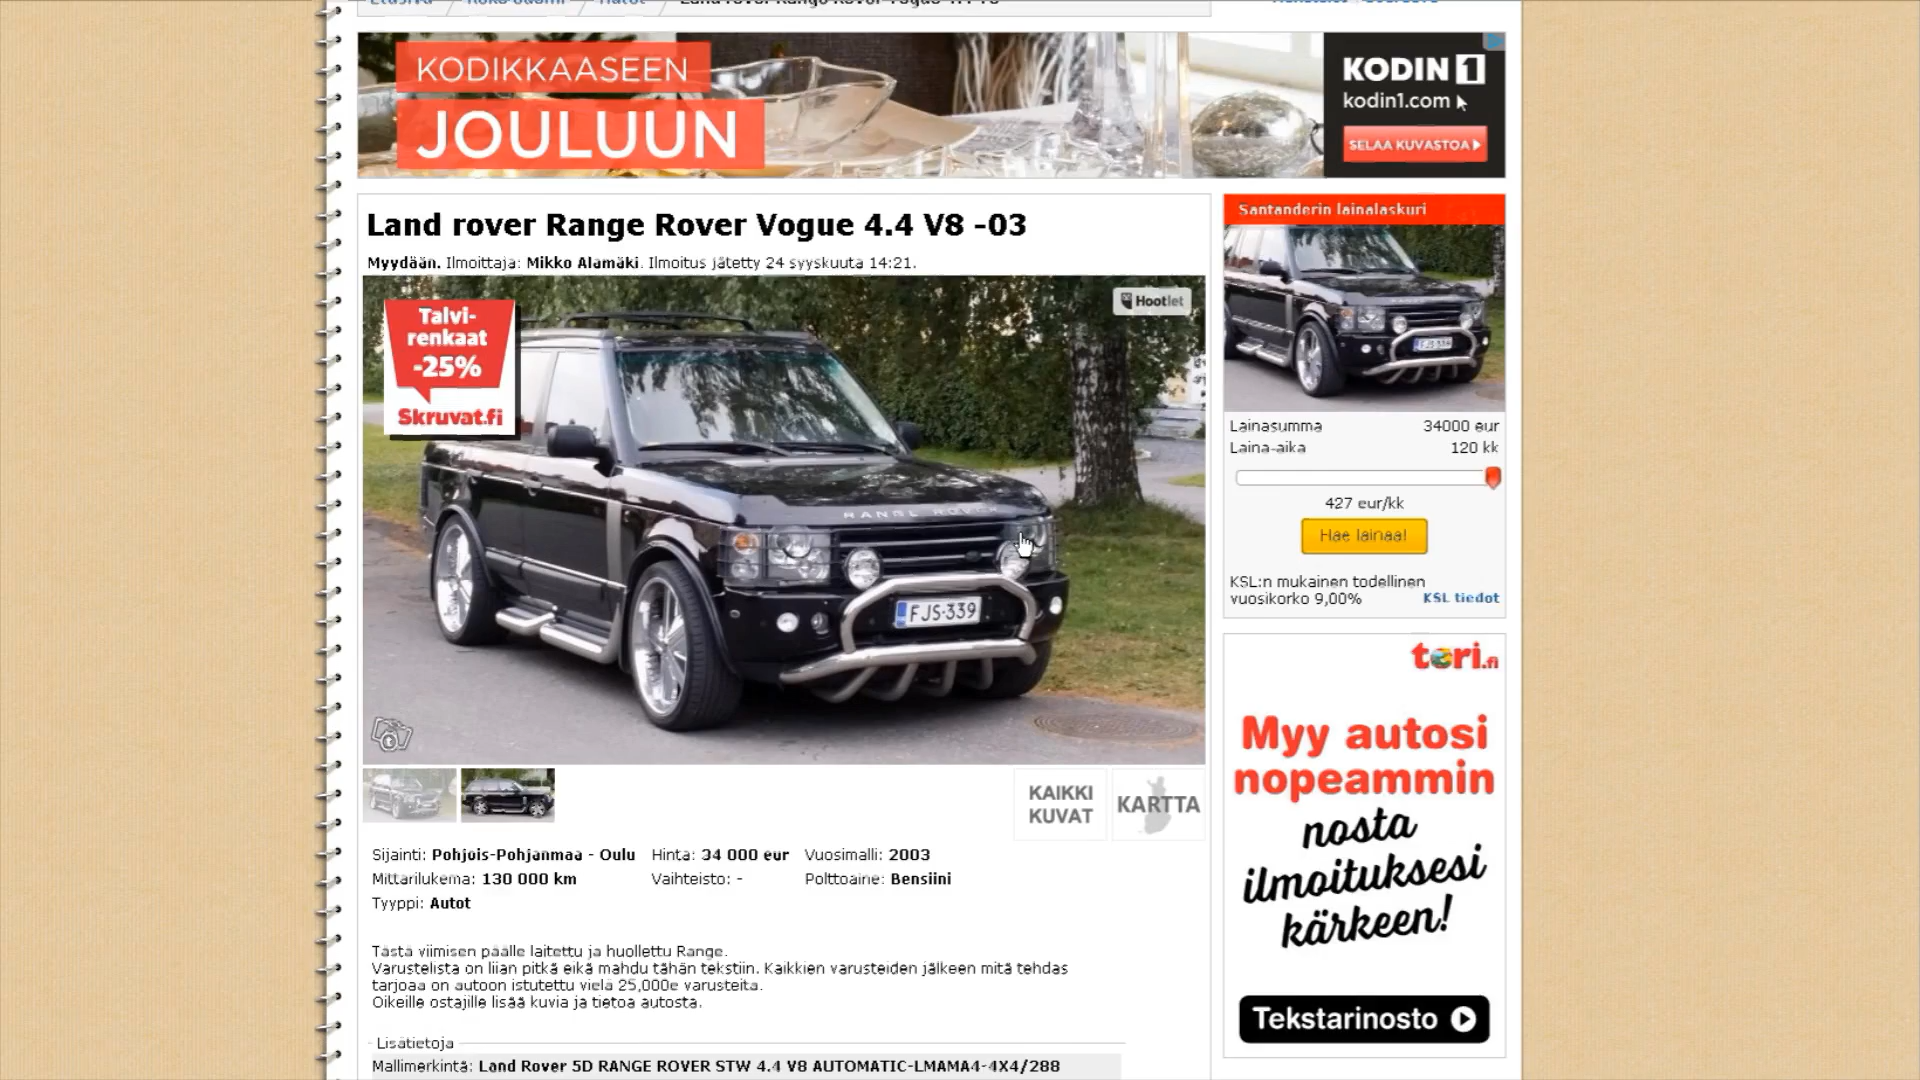 KODIKKAASEEN
JOULUUN
KODIN 1
kodin1.com
SELAA KUVASTOA
Land rover Range Rover Vogue 4.4 V8 -03
Myydään. Ilmoittaja: Mikko Alamäki. Ilmoitus jätetty 24 syyskuuta 14:21.
Talvi-
renkaat
-25%
Skruvat.fi
Hootlet
RANGE ROVER
FJS-339
KAIKKI
KUVAT
KARTTA
Sijainti: Pohjois-Pohjanmaa - Oulu Hinta: 34 000 eur Vuosimalli: 2003
Mittarilukema: 130 000 km Vaihteisto: - Polttoaine: Bensiini
Tyyppi: Autot
Tästä viimisen päälle laitettu ja huollettu Range.
Varustelista on liian pitkä eikä mahdu tähän tekstiin. Kaikkien varusteiden jälkeen mitä tehdas
tarjoaa on autoon istutettu vielä 25,000e varusteita.
Oikeille ostajille lisää kuvia ja tietoa autosta.
Lisätietoja
Mallimerkintä: Land Rover 5D RANGE ROVER STW 4.4 V8 AUTOMATIC-LMAMA4-4X4/288
Santanderin lainalaskuri
FJS-339
Lainasumma 34000 eur
Laina-aika 120 kk
427 eur/kk
Hae lainaa!
KSL:n mukainen todellinen
vuosikorko 9,00% KSL tiedot
tori.fi
Myy autosi
nopeammin
nosta
ilmoituksesi
kärkeen!
Tekstarinosto